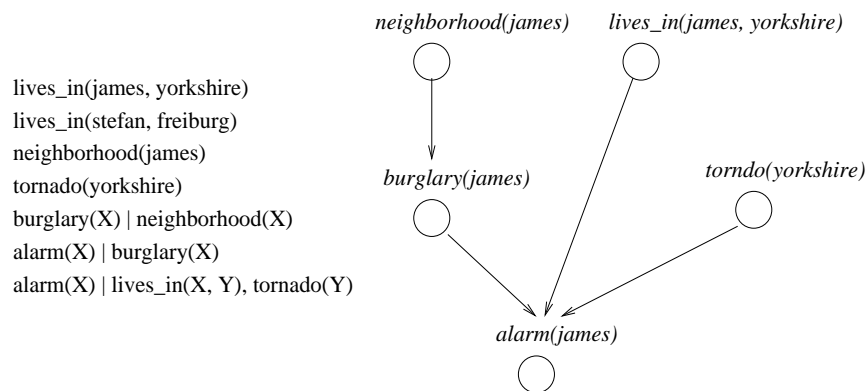 neighborhood(james)
lives_in(james, yorkshire)
lives_in(james, yorkshire)
lives_in(stefan, freiburg)
neighborhood(james)
tornado(yorkshire)
burglary(X) | neighborhood(X)
alarm(X) | burglary(X)
alarm(X) | lives_in(X, Y), tornado(Y)
burglary(james)
torndo(yorkshire)
alarm(james)